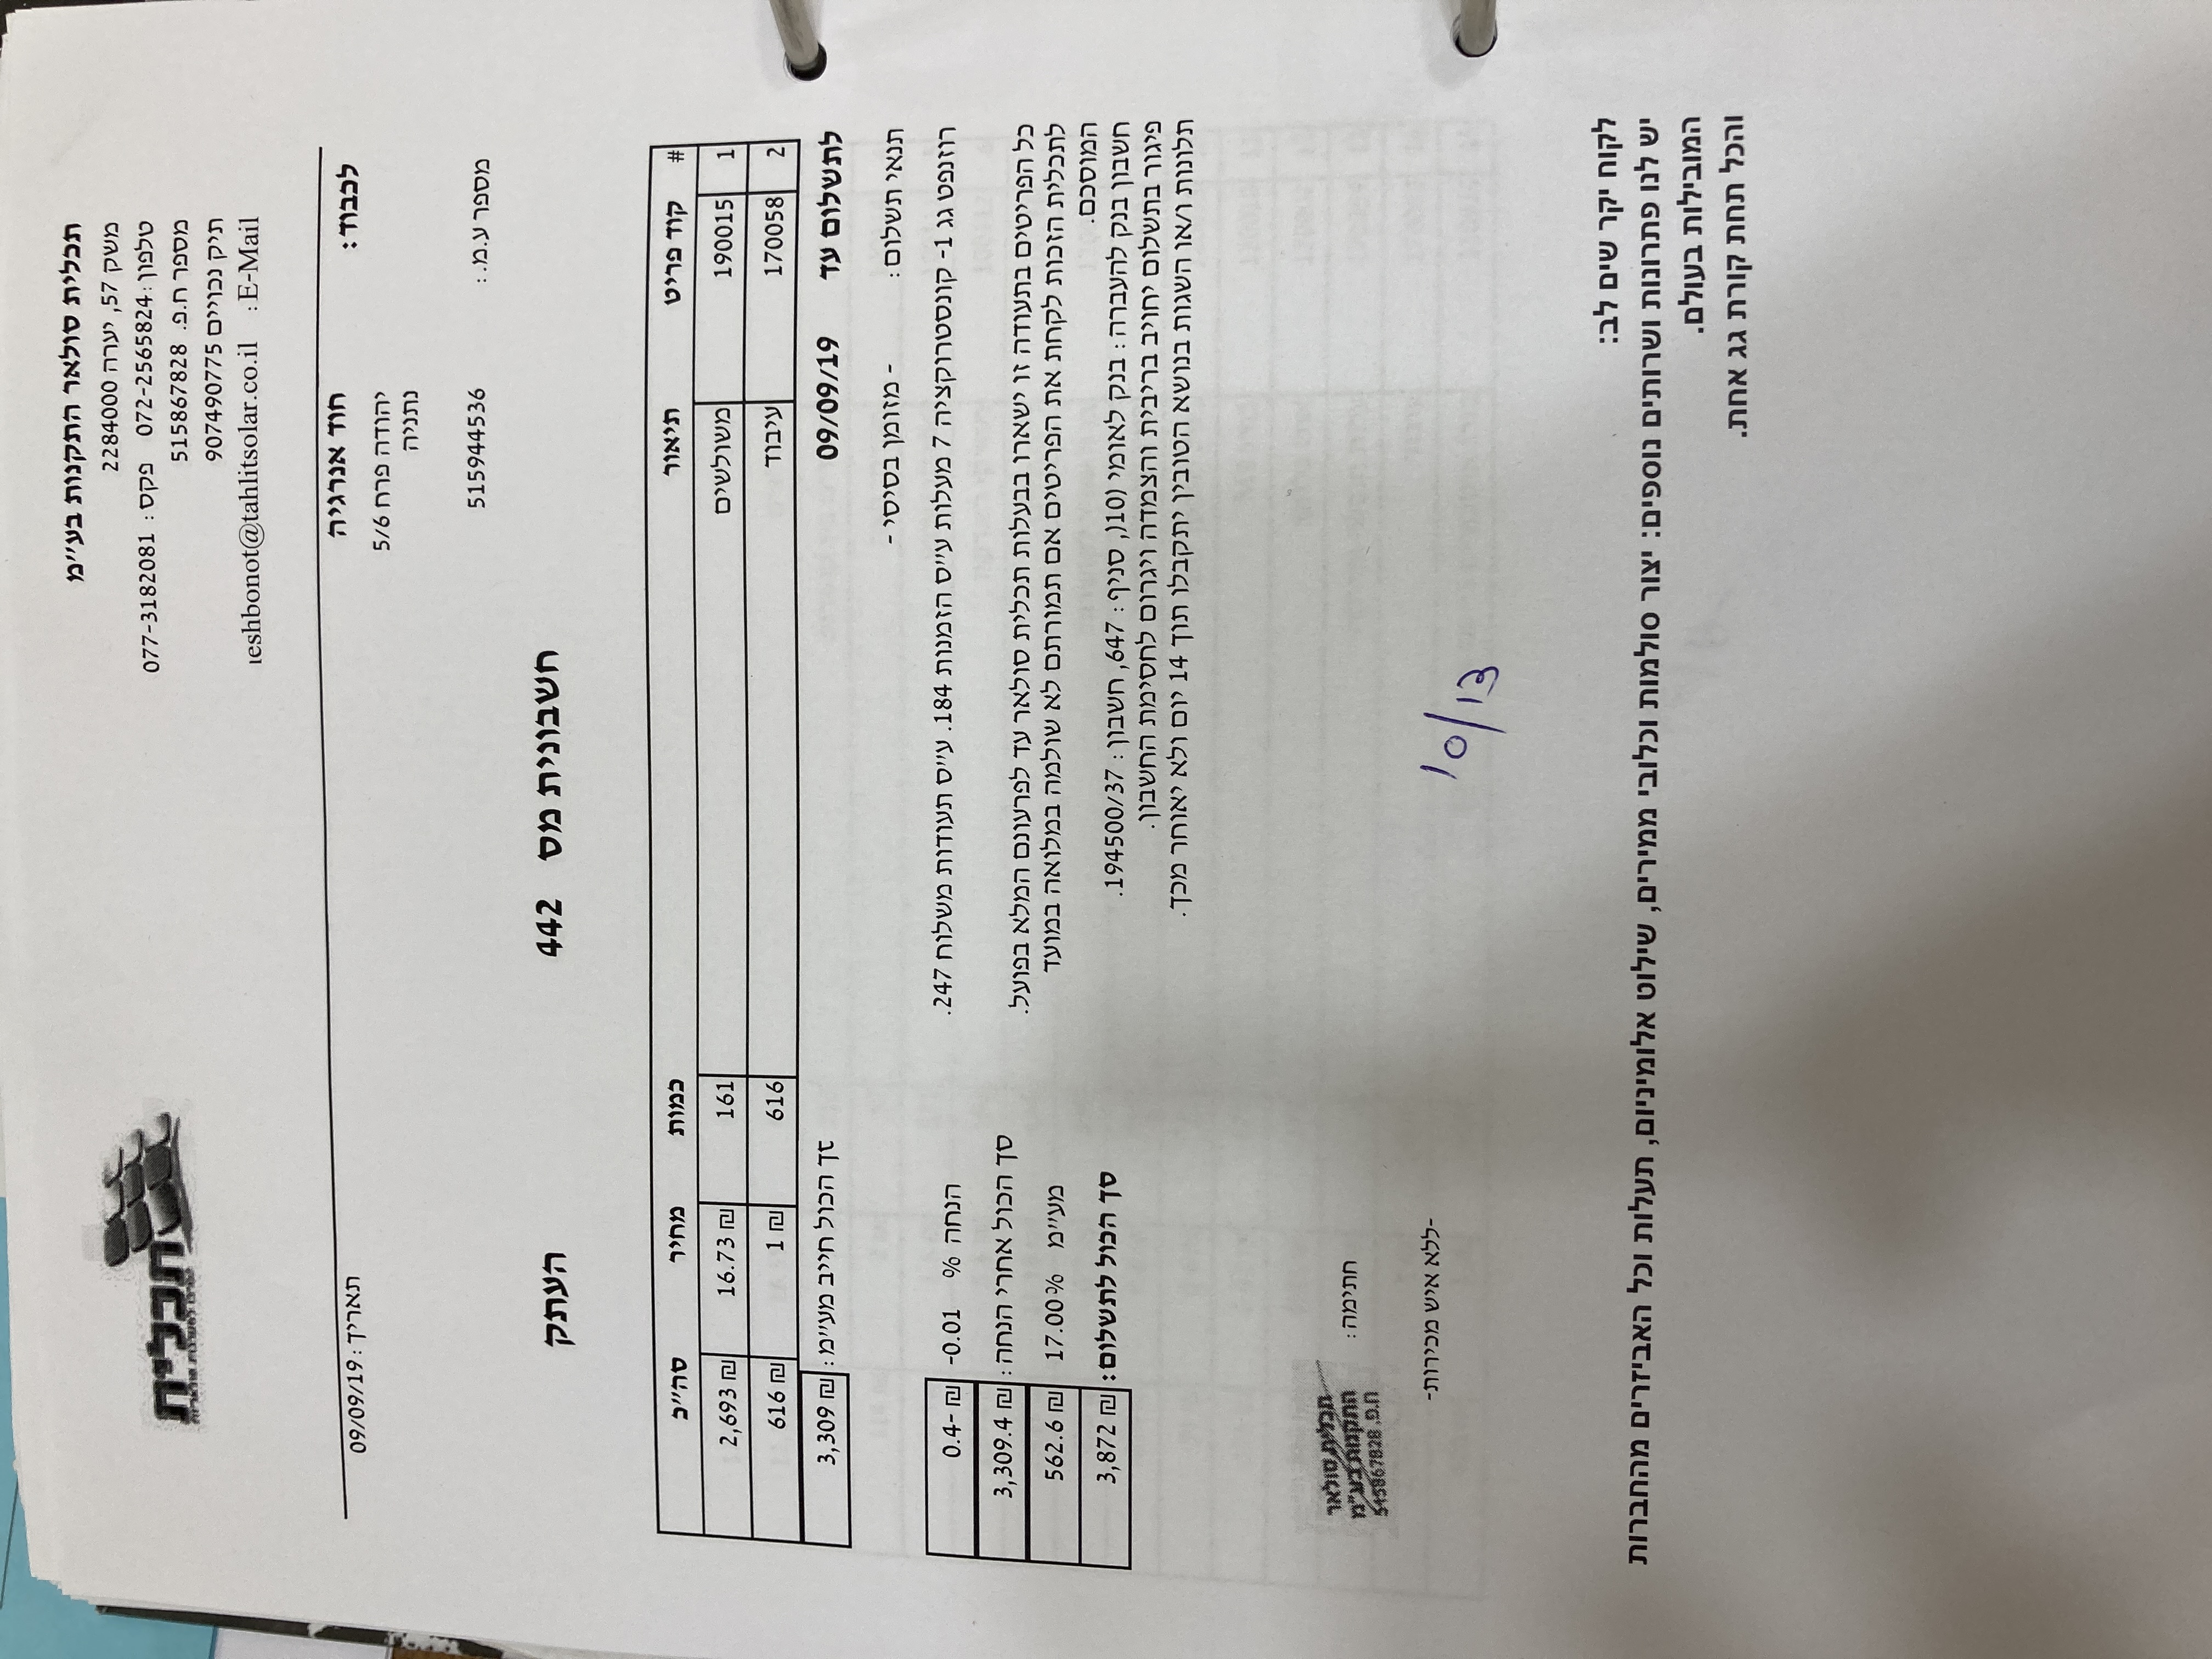 תכלית סולאר התקנות בע״מ
משק 57, יערה 2284000
טלפון: 072-2565824 פקס: 077-3182081
מספר ח.פ. 515867828
תיק נכויים 907490775
E-Mail: eshbonot@tahlitsolar.co.il
תכלית
לכבוד: חוד אנרגיה
תאריך: 09/09/19
יהודה פרח 5/6
נתניה
מספר ע.מ.: 515944536
חשבונית מס 442 העתק
# קוד פריט תיאור כמות מחיר סה״כ
1 190015 משולשים 161 16.73 ₪ 2,693 ₪
2 170058 עיבוד 616 1 ₪ 616 ₪
לתשלום עד 09/09/19 סך הכול חייב מע״מ: 3,309 ₪
תנאי תשלום: - מזומן בסיסי -
רוזנפט גג 1- קונסטרוקציה 7 מעלות ע״ס הזמנות 184. ע״ס תעודות משלוח 247.
הנחה % -0.01 0.4- ₪
סך הכול אחרי הנחה: 3,309.4 ₪
מע״מ 17.00% 562.6 ₪
סך הכול לתשלום: 3,872 ₪
כל הפריטים בתעודה זו ישארו בבעלות תכלית סולאר עד לפרעונם המלא בפועל.
לתכלית הזכות לקחת את הפריטים אם תמורתם לא שולמה במלואה במועד
המוסכם.
חשבון בנק להעברה: בנק לאומי (10(, סניף: 647, חשבון: 194500/37.
פיגור בתשלום יחויב בריבית והצמדה ויגרום לחסימת החשבון.
תלונות ו/או השגות בנושא הטובין יתקבלו תוך 14 יום ולא יאוחר מכך.
חתימה:
תכלית סולאר
התקנות בע"מ
ח.פ. 515867828
-ללא איש מכירות-
10/13
לקוח יקר שים לב:
יש לנו פתרונות ושרותים נוספים: יצור סולמות וכלובי ממירים, שילוט אלומיניום, תעלות וכל האביזרים מהחברות
המובילות בעולם.
והכל תחת קורת גג אחת.